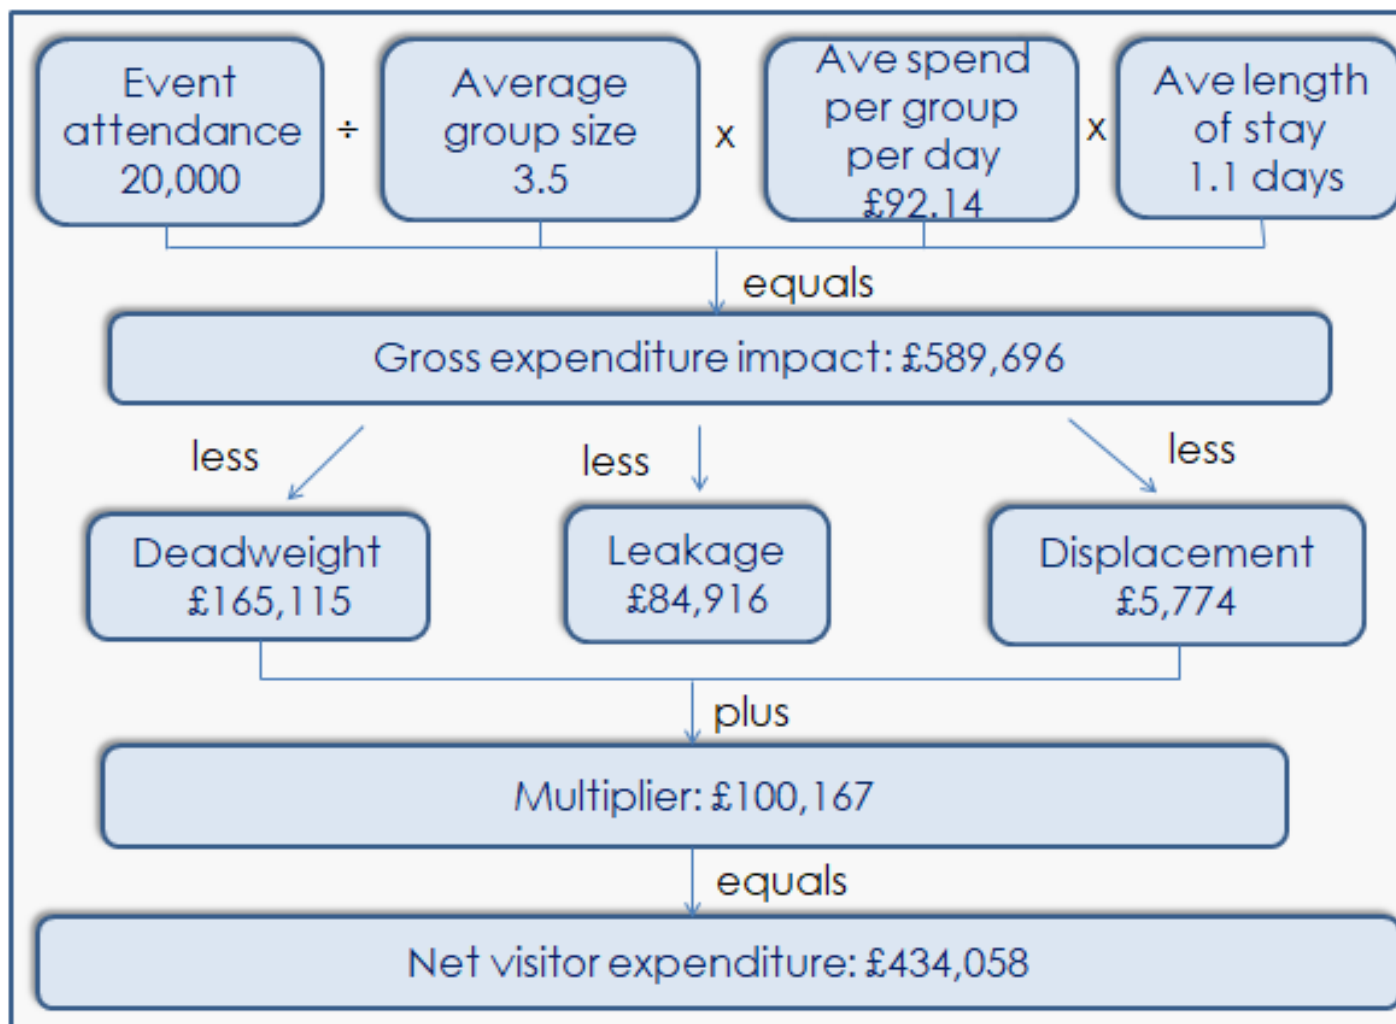 Event
attendance
20,000
÷
Average
group size
3.5
x
Ave spend
per group
per day
£92.14
x
Ave length
of stay
1.1 days
equals
Gross expenditure impact: £589,696
less
less
less
Deadweight
£165,115
Leakage
£84,916
Displacement
£5,774
plus
Multiplier: £100,167
equals
Net visitor expenditure: £434,058